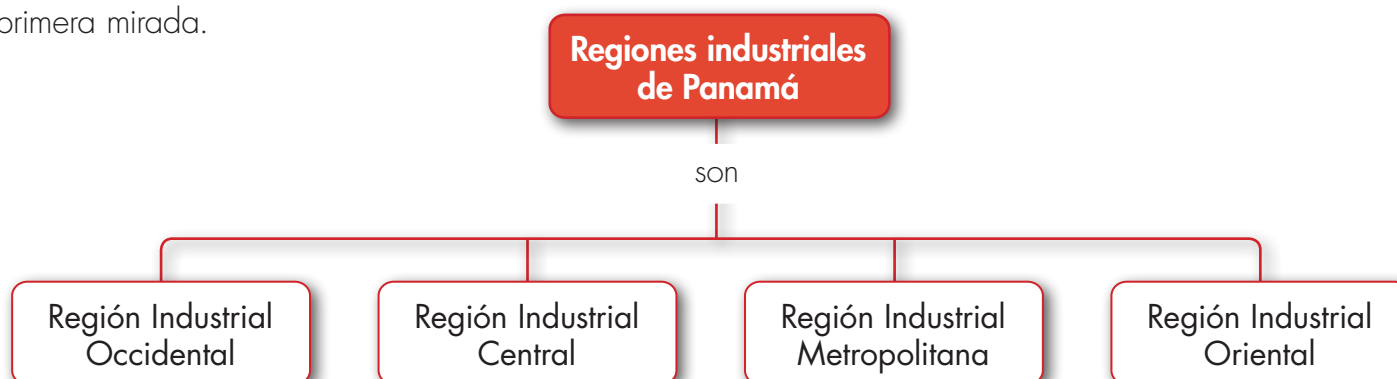 primera mirada.
Regiones industriales
de Panamá
son
Región Industrial
Occidental
Región Industrial
Central
Región Industrial
Metropolitana
Región Industrial
Oriental